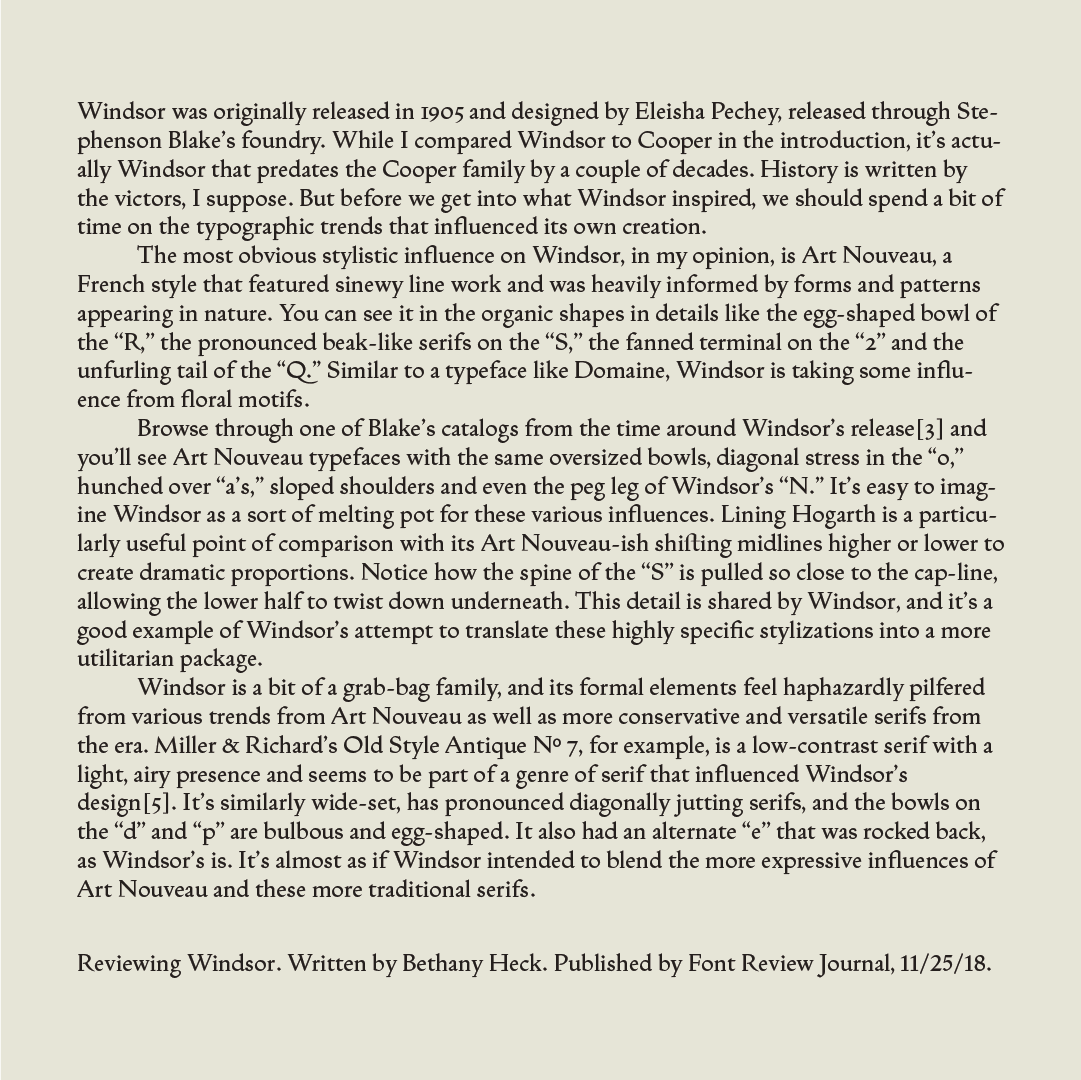 Windsor was originally released in 1905 and designed by Eleisha Pechey, released through Ste-
phenson Blake’s foundry. While I compared Windsor to Cooper in the introduction, it’s actu-
ally Windsor that predates the Cooper family by a couple of decades. History is written by
the victors, I suppose. But before we get into what Windsor inspired, we should spend a bit of
time on the typographic trends that influenced its own creation.
The most obvious stylistic influence on Windsor, in my opinion, is Art Nouveau, a
French style that featured sinewy line work and was heavily informed by forms and patterns
appearing in nature. You can see it in the organic shapes in details like the egg-shaped bowl of
the “R,” the pronounced beak-like serifs on the “S,” the fanned terminal on the “2” and the
unfurling tail of the “Q.” Similar to a typeface like Domaine, Windsor is taking some influ-
ence from floral motifs.
Browse through one of Blake’s catalogs from the time around Windsor’s release[3] and
you’ll see Art Nouveau typefaces with the same oversized bowls, diagonal stress in the “o,”
hunched over “a’s,” sloped shoulders and even the peg leg of Windsor’s “N.” It’s easy to imag-
ine Windsor as a sort of melting pot for these various influences. Lining Hogarth is a particu-
larly useful point of comparison with its Art Nouveau-ish shifting midlines higher or lower to
create dramatic proportions. Notice how the spine of the “S” is pulled so close to the cap-line,
allowing the lower half to twist down underneath. This detail is shared by Windsor, and it’s a
good example of Windsor’s attempt to translate these highly specific stylizations into a more
utilitarian package.
Windsor is a bit of a grab-bag family, and its formal elements feel haphazardly pilfered
from various trends from Art Nouveau as well as more conservative and versatile serifs from
the era. Miller & Richard’s Old Style Antique Nº 7, for example, is a low-contrast serif with a
light, airy presence and seems to be part of a genre of serif that influenced Windsor’s
design[5]. It’s similarly wide-set, has pronounced diagonally jutting serifs, and the bowls on
the “d” and “p” are bulbous and egg-shaped. It also had an alternate “e” that was rocked back,
as Windsor’s is. It’s almost as if Windsor intended to blend the more expressive influences of
Art Nouveau and these more traditional serifs.
Reviewing Windsor. Written by Bethany Heck. Published by Font Review Journal, 11/25/18.